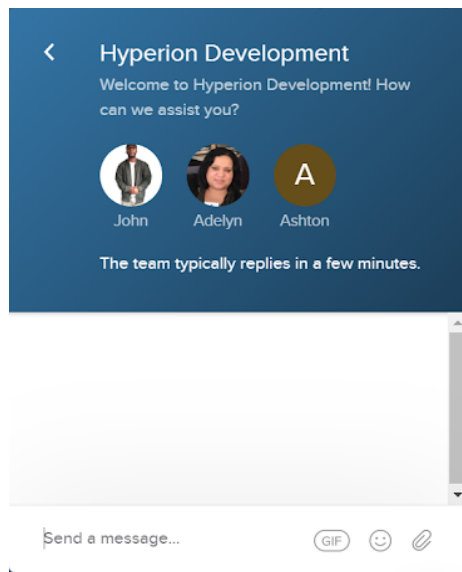 Hyperion Development
Welcome to Hyperion Development! How
can we assist you?
A
John Adelyn Ashton
The team typically replies in a few minutes.
Send a message...
GIF